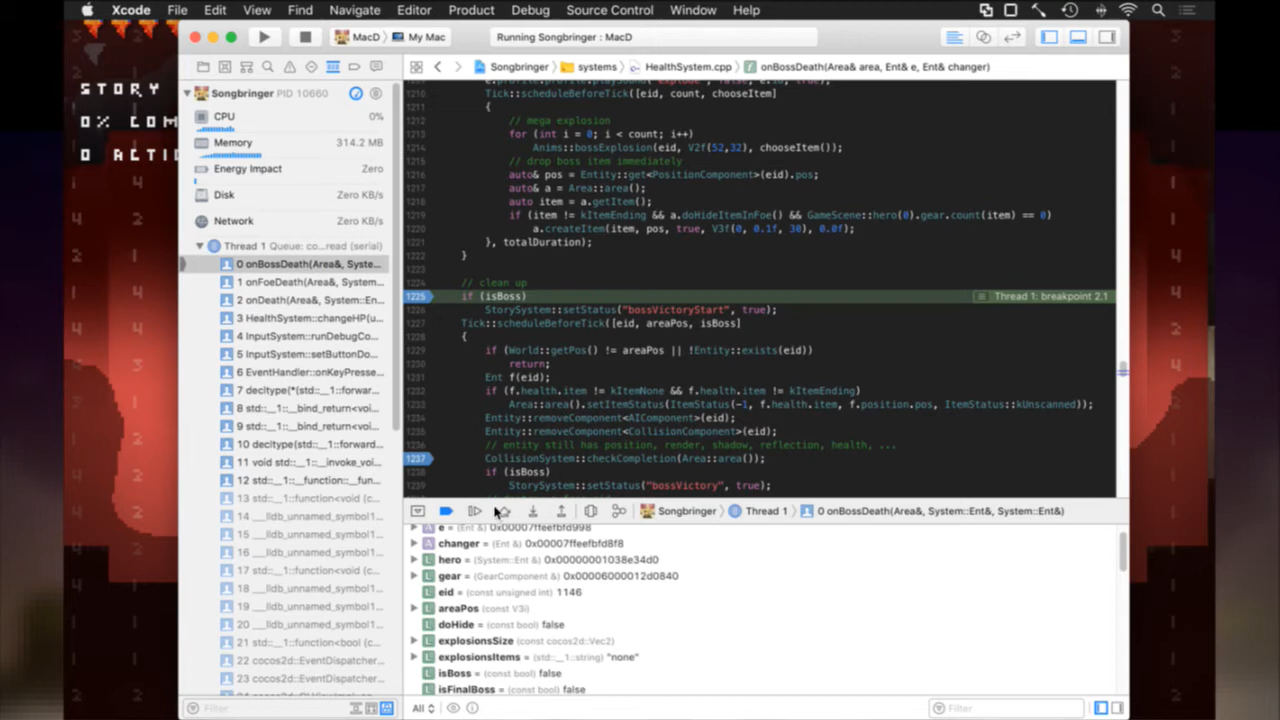 Xcode File Edit View Find Navigate Editor Product Debug Source Control Window Help
MacD My Mac
Running Songbringer : MacD
Songbringer systems HealthSystem.cpp onBossDeath(Area& area, Ent& e, Ent& changer)
STORY
0% COM
0 ACTIO
Songbringer PID 10660
CPU 0%
Memory 314.2 MB
Energy Impact Zero
Disk Zero KB/s
Network Zero KB/s
Thread 1 Queue: co...read (serial)
0 onBossDeath(Area&, Syste...
1 onFoeDeath(Area&, System...
2 onDeath(Area&, System::En...
3 HealthSystem::changeHP(u...
4 InputSystem::runDebugCo...
5 InputSystem::setButtonDo...
6 EventHandler::onKeyPresse...
7 decltype(*(std::__1::forwar...
8 std::__1::__bind_return<voi...
9 std::__1::__bind_return<voi...
10 decltype(std::__1::forward...
11 void std::__1::__invoke_voi...
12 std::__1::__function::__fun...
13 std::__1::function<void (c...
14 __lldb_unnamed_symbol1...
15 __lldb_unnamed_symbol1...
16 __lldb_unnamed_symbol1...
17 std::__1::function<void (c...
18 __lldb_unnamed_symbol1...
19 __lldb_unnamed_symbol1...
20 __lldb_unnamed_symbol1...
21 std::__1::function<bool (c...
22 cocos2d::EventDispatcher...
23 cocos2d::EventDispatcher...
Filter
1210 Tick::scheduleBeforeTick([eid, count, chooseItem]
1211 {
1212 // mega explosion
1213 for (int i = 0; i < count; i++)
1214 Anims::bossExplosion(eid, V2f(52,32), chooseItem());
1215 // drop boss item immediately
1216 auto& pos = Entity::get<PositionComponent>(eid).pos;
1217 auto& a = Area::area();
1218 auto item = a.getItem();
1219 if (item != kItemEnding && a.doHideItemInFoe() && GameScene::hero(0).gear.count(item) == 0)
1220 a.createItem(item, pos, true, V3f(0, 0.1f, 30), 0.0f);
1221 }, totalDuration);
1222 }
1223
1224 // clean up
1225 if (isBoss) Thread 1: breakpoint 2.1
1226 StorySystem::setStatus("bossVictoryStart", true);
1227 Tick::scheduleBeforeTick([eid, areaPos, isBoss]
1228 {
1229 if (World::getPos() != areaPos || !Entity::exists(eid))
1230 return;
1231 Ent f(eid);
1232 if (f.health.item != kItemNone && f.health.item != kItemEnding)
1233 Area::area().setItemStatus(ItemStatus(-1, f.health.item, f.position.pos, ItemStatus::kUnscanned));
1234 Entity::removeComponent<AIComponent>(eid);
1235 Entity::removeComponent<CollisionComponent>(eid);
1236 // entity still has position, render, shadow, reflection, health, ...
1237 CollisionSystem::checkCompletion(Area::area());
1238 if (isBoss)
1239 StorySystem::setStatus("bossVictory", true);
Songbringer Thread 1 0 onBossDeath(Area&, System::Ent&, System::Ent&)
e = (Ent &) 0x00007ffeefbfd998
changer = (Ent &) 0x00007ffeefbfd8f8
hero = (System::Ent &) 0x00000001038e34d0
gear = (GearComponent &) 0x00006000012d0840
eid = (const unsigned int) 1146
areaPos (const V3i)
doHide = (const bool) false
explosionsSize (const cocos2d::Vec2)
explosionsItems = (std::__1::string) "none"
isBoss = (const bool) false
isFinalBoss = (const bool) false
All
Filter